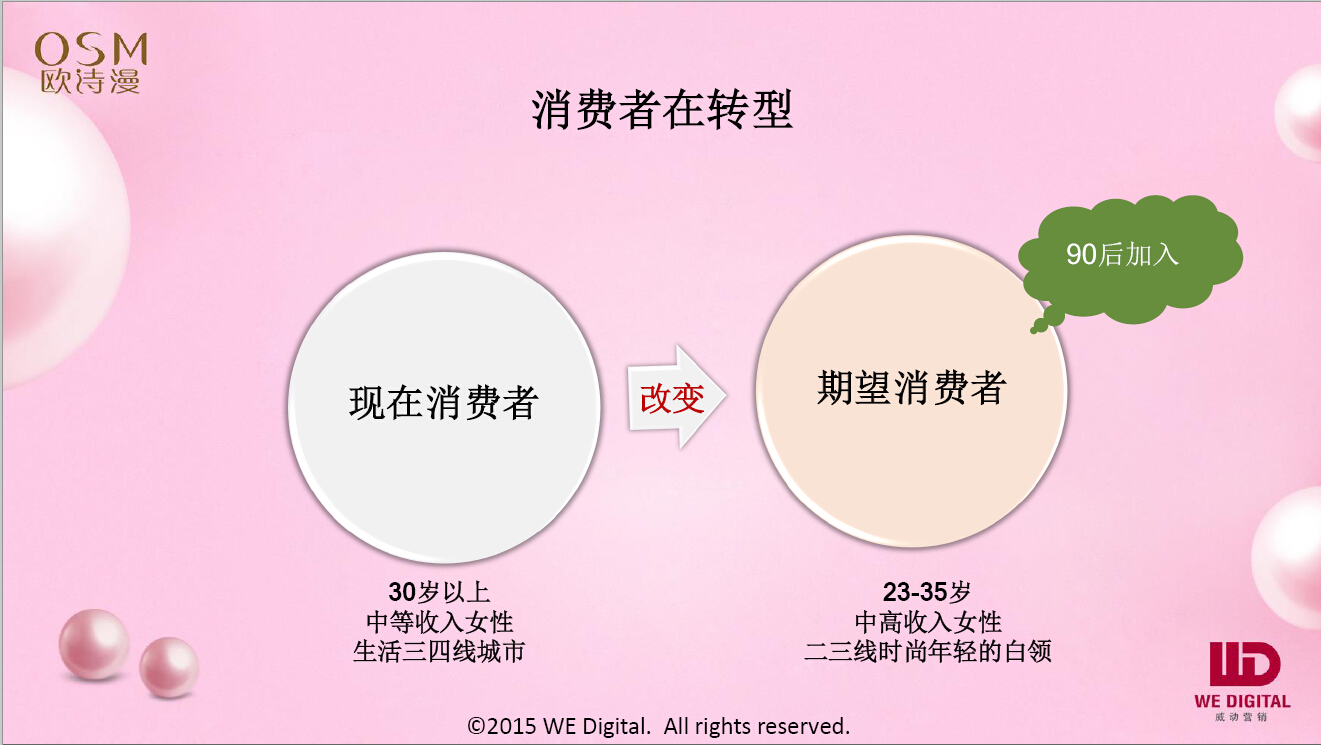 OSM
欧诗漫
消费者在转型
90后加入
现在消费者
改变
期望消费者
30岁以上
中等收入女性
生活三四线城市
23-35岁
中高收入女性
二三线时尚年轻的白领
WD
WE DIGITAL
威动营销
©2015 WE Digital. All rights reserved.